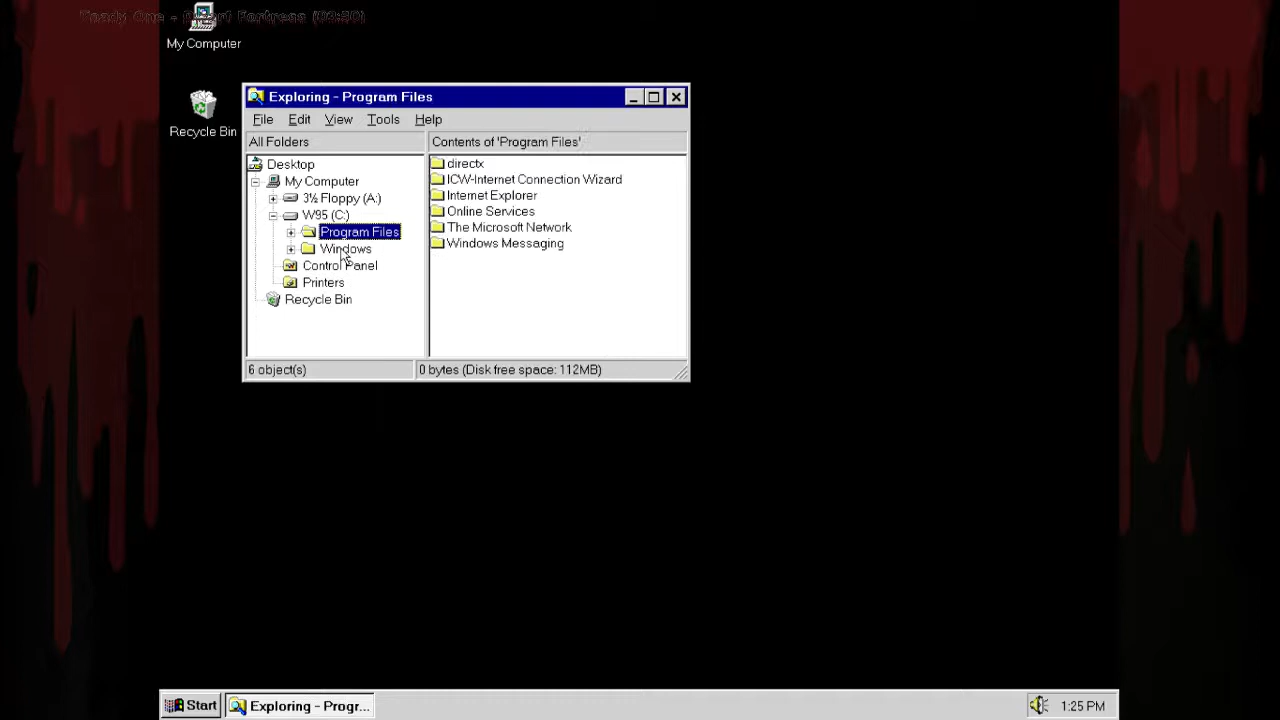 My Computer
Recycle Bin
Exploring - Program Files
File Edit View Tools Help
All Folders
Contents of 'Program Files'
Desktop
My Computer
3½ Floppy (A:)
W95 (C:)
Program Files
Windows
Control Panel
Printers
Recycle Bin
directx
ICW-Internet Connection Wizard
Internet Explorer
Online Services
The Microsoft Network
Windows Messaging
6 object(s)
0 bytes (Disk free space: 112MB)
Start
Exploring - Progr...
1:25 PM